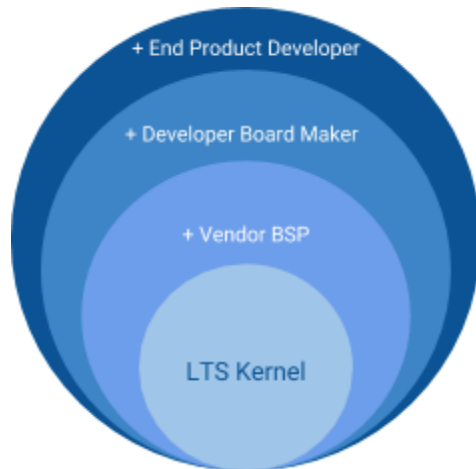 + End Product Developer
+ Developer Board Maker
+ Vendor BSP
LTS Kernel